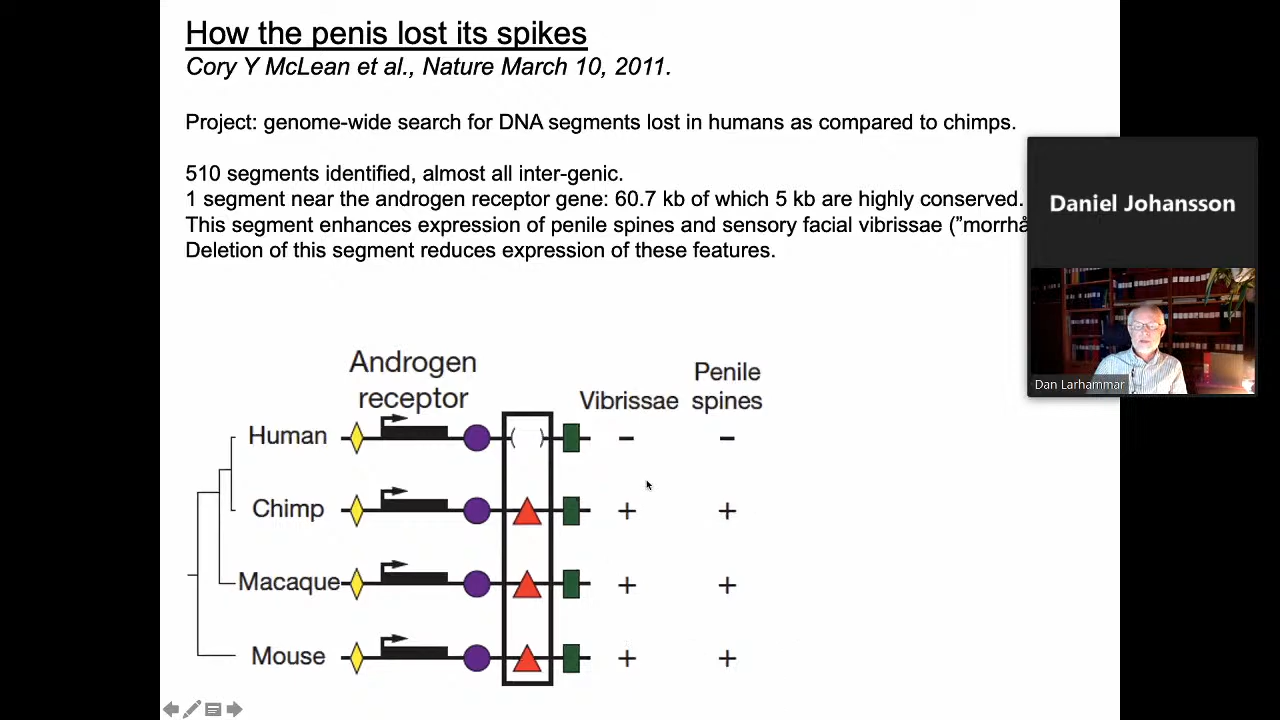 How the penis lost its spikes
Cory Y McLean et al., Nature March 10, 2011.
Project: genome-wide search for DNA segments lost in humans as compared to chimps.
510 segments identified, almost all inter-genic.
1 segment near the androgen receptor gene: 60.7 kb of which 5 kb are highly conserved.
This segment enhances expression of penile spines and sensory facial vibrissae (”morrhå
Deletion of this segment reduces expression of these features.
Daniel Johansson
Dan Larhammar
Androgen
receptor
Penile
Vibrissae spines
Human ( ) – –
Chimp + +
Macaque + +
Mouse + +